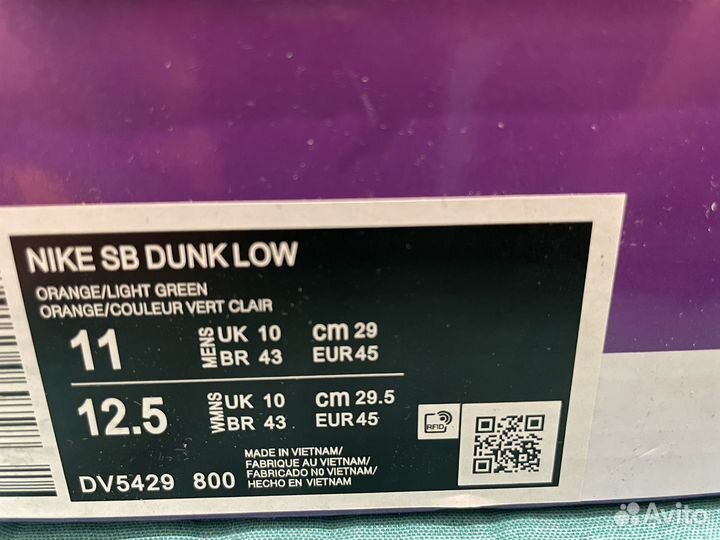 NIKE SB DUNK LOW
ORANGE/LIGHT GREEN
ORANGE/COULEUR VERT CLAIR
11 MENS UK 10 cm 29
BR 43 EUR 45
12.5 WMNS UK 10 cm 29.5
BR 43 EUR 45
RFID
MADE IN VIETNAM/
FABRIQUE AU VIETNAM/
FABRICADO NO VIETNAM/
HECHO EN VIETNAM
DV5429 800
Avito